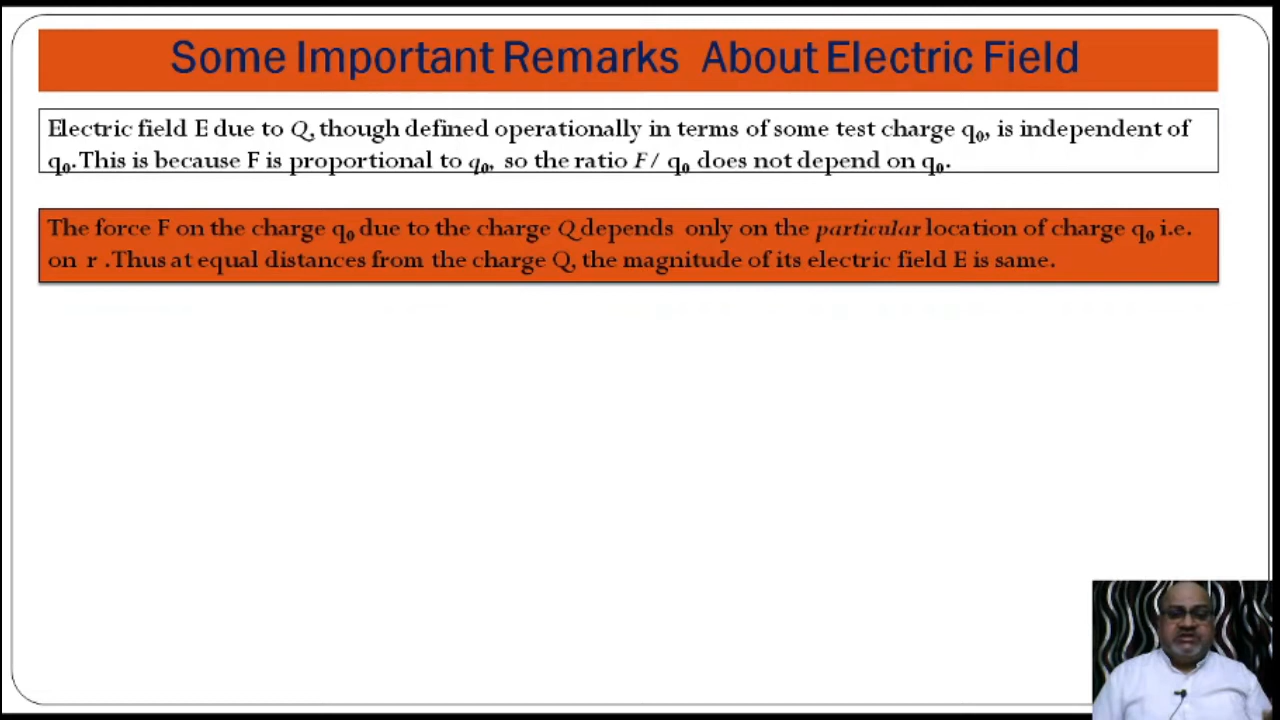 Some Important Remarks About Electric Field
Electric field E due to Q, though defined operationally in terms of some test charge q₀, is independent of
q₀. This is because F is proportional to q₀, so the ratio F/ q₀ does not depend on q₀.
The force F on the charge q₀ due to the charge Q depends only on the particular location of charge q₀ i.e.
on r .Thus at equal distances from the charge Q, the magnitude of its electric field E is same.